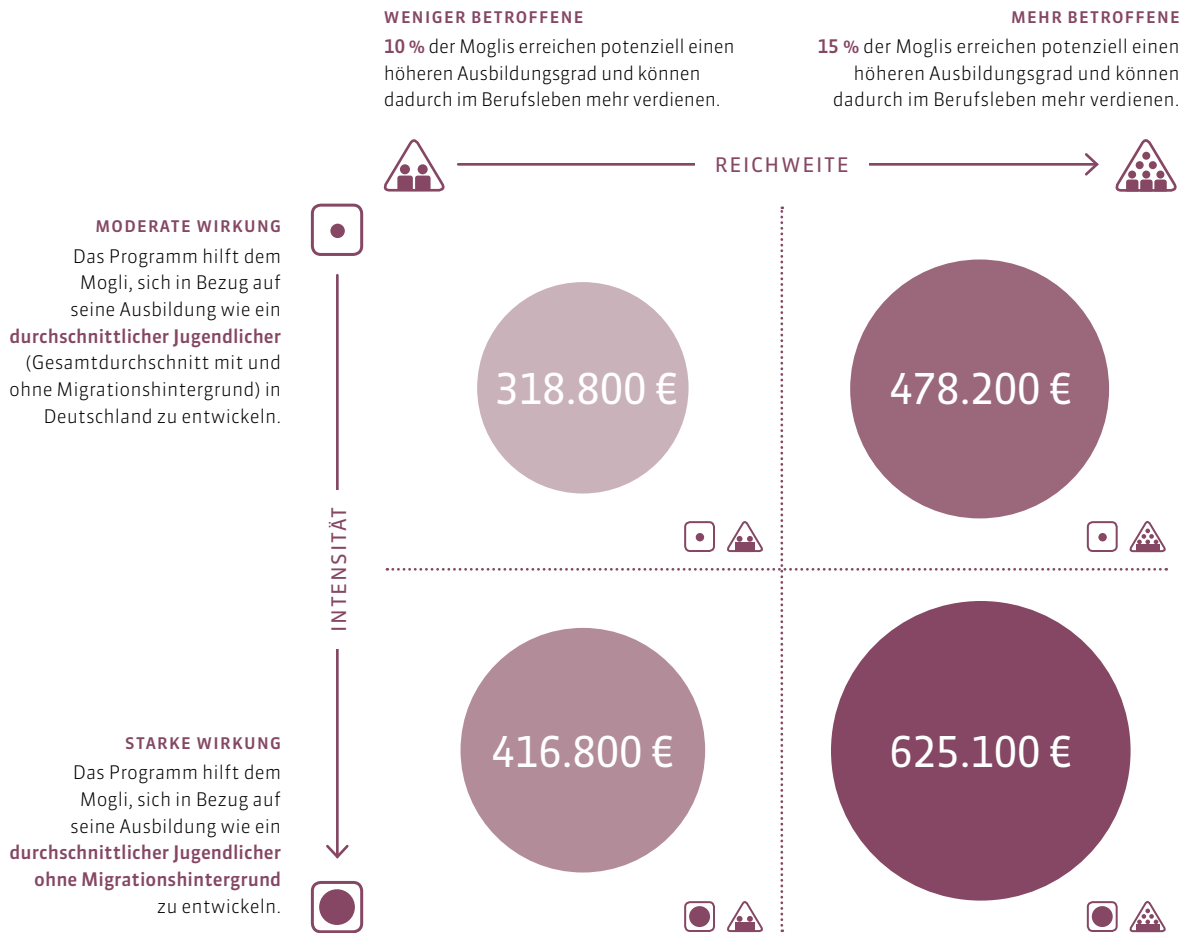 WENIGER BETROFFENE
10 % der Moglis erreichen potenziell einen
höheren Ausbildungsgrad und können
dadurch im Berufsleben mehr verdienen.
MEHR BETROFFENE
15 % der Moglis erreichen potenziell einen
höheren Ausbildungsgrad und können
dadurch im Berufsleben mehr verdienen.
REICHWEITE
MODERATE WIRKUNG
Das Programm hilft dem
Mogli, sich in Bezug auf
seine Ausbildung wie ein
durchschnittlicher Jugendlicher
(Gesamtdurchschnitt mit und
ohne Migrationshintergrund) in
Deutschland zu entwickeln.
318.800 €
478.200 €
INTENSITÄT
STARKE WIRKUNG
Das Programm hilft dem
Mogli, sich in Bezug auf
seine Ausbildung wie ein
durchschnittlicher Jugendlicher
ohne Migrationshintergrund
zu entwickeln.
416.800 €
625.100 €